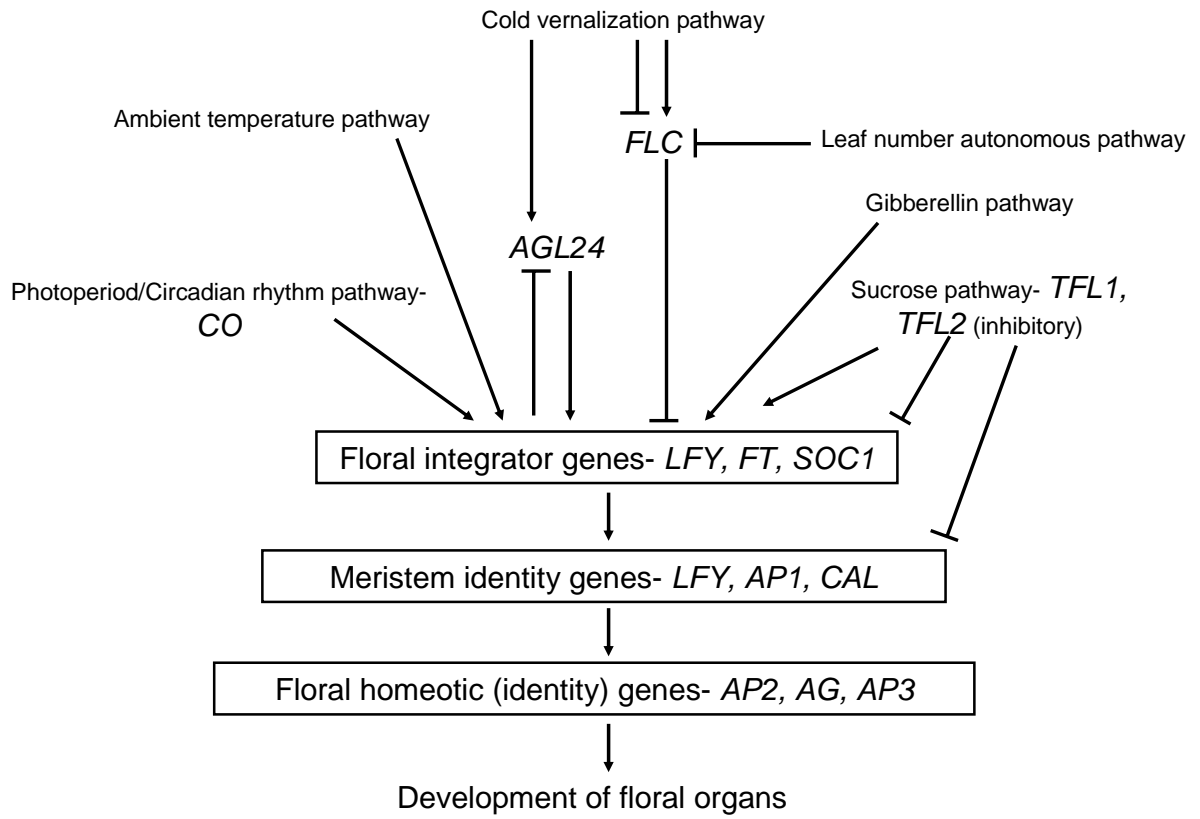 Cold vernalization pathway
Ambient temperature pathway
FLC
Leaf number autonomous pathway
Gibberellin pathway
AGL24
Photoperiod/Circadian rhythm pathway-
CO
Sucrose pathway- TFL1,
TFL2 (inhibitory)
Floral integrator genes- LFY, FT, SOC1
Meristem identity genes- LFY, AP1, CAL
Floral homeotic (identity) genes- AP2, AG, AP3
Development of floral organs